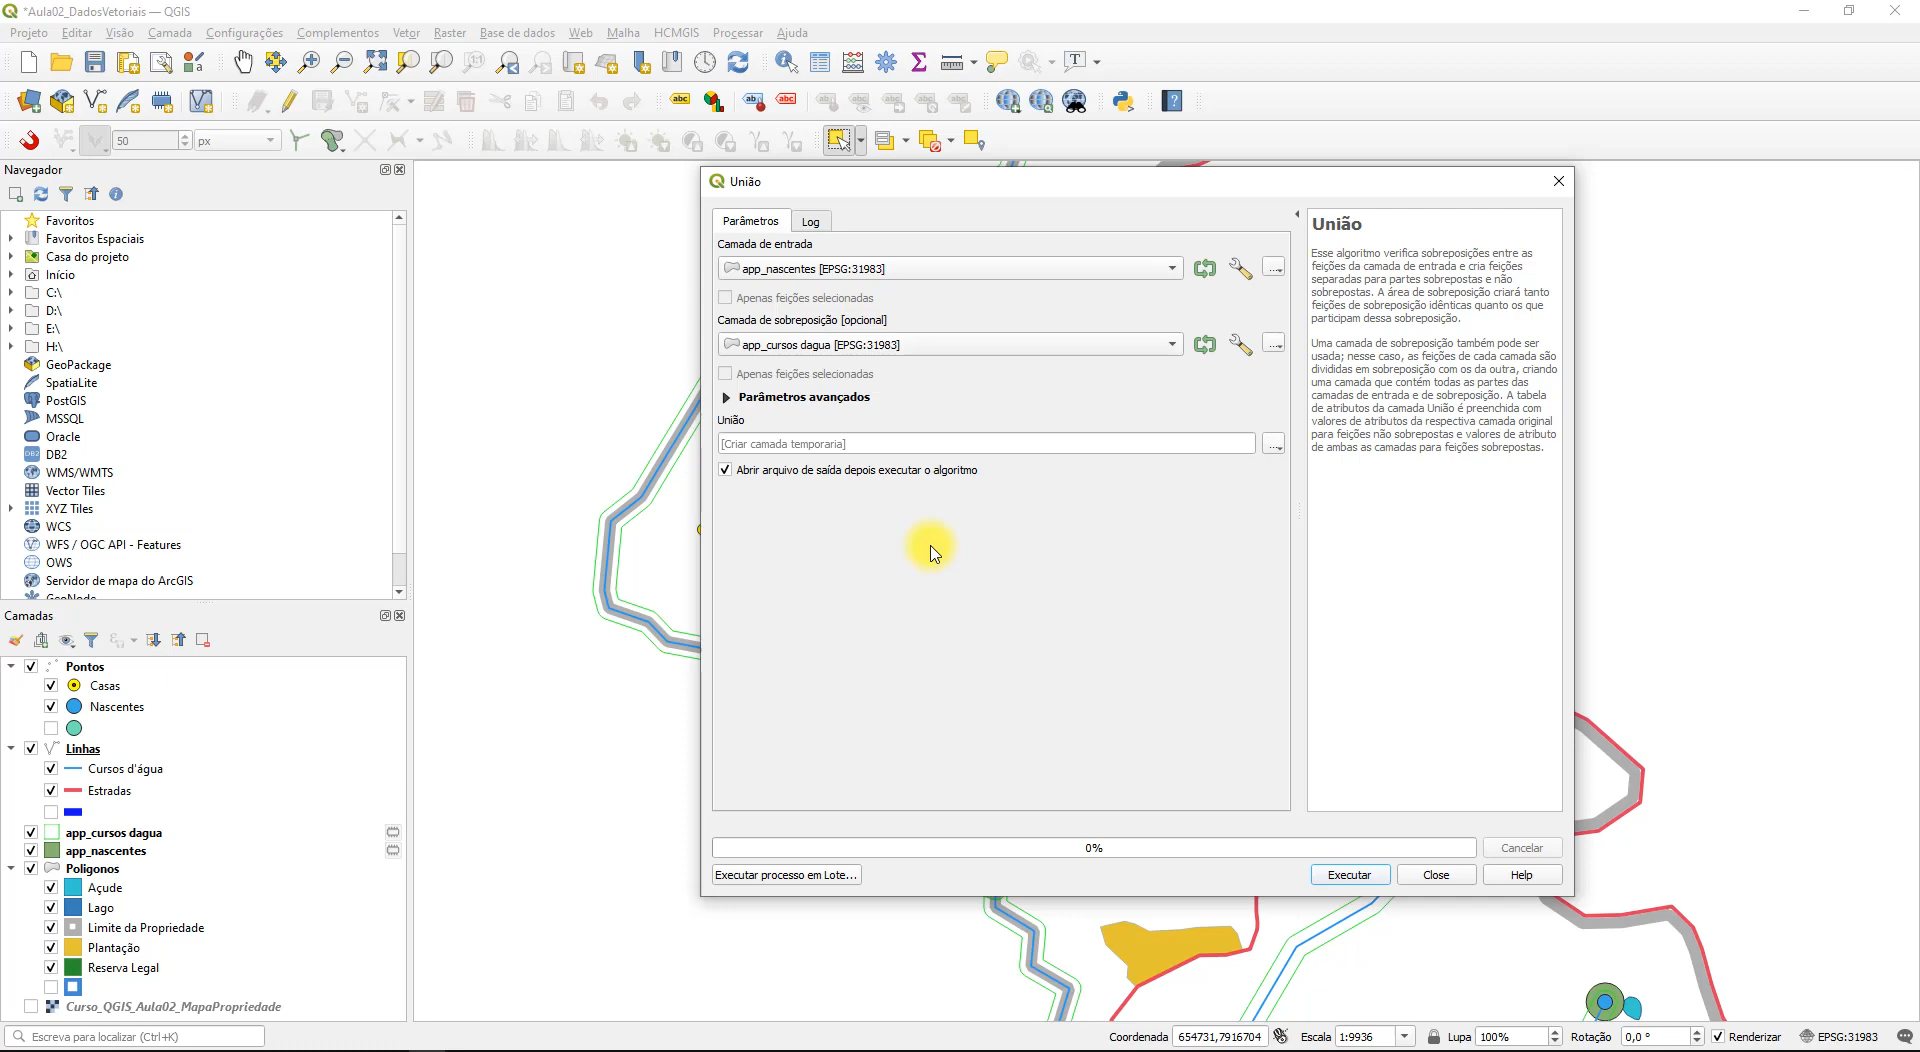 *Aula02_DadosVetoriais — QGIS
Projeto Editar Visão Camada Configurações Complementos Vetor Raster Base de dados Web Malha HCMGIS Processar Ajuda
50 px
Navegador
Favoritos
Favoritos Espaciais
Casa do projeto
Início
C:\
D:\
E:\
H:\
GeoPackage
SpatiaLite
PostGIS
MSSQL
Oracle
DB2
WMS/WMTS
Vector Tiles
XYZ Tiles
WCS
WFS / OGC API - Features
OWS
Servidor de mapa do ArcGIS
GeoNode
Camadas
Pontos
Casas
Nascentes
Linhas
Cursos d'água
Estradas
app_cursos dagua
app_nascentes
Poligonos
Açude
Lago
Limite da Propriedade
Plantação
Reserva Legal
Curso_QGIS_Aula02_MapaPropriedade
União
Parâmetros Log
Camada de entrada
app_nascentes [EPSG:31983]
Apenas feições selecionadas
Camada de sobreposição [opcional]
app_cursos dagua [EPSG:31983]
Apenas feições selecionadas
Parâmetros avançados
União
[Criar camada temporaria]
Abrir arquivo de saída depois executar o algoritmo
União
Esse algoritmo verifica sobreposições entre as
feições da camada de entrada e cria feições
separadas para partes sobrepostas e não
sobrepostas. A área de sobreposição criará tanto
feições de sobreposição idênticas quanto os que
participam dessa sobreposição.
Uma camada de sobreposição também pode ser
usada; nesse caso, as feições de cada camada são
divididas em sobreposição com os da outra, criando
uma camada que contém todas as partes das
camadas de entrada e de sobreposição. A tabela
de atributos da camada União é preenchida com
valores de atributos da respectiva camada original
para feições não sobrepostas e valores de atributo
de ambas as camadas para feições sobrepostas.
0% Cancelar
Executar processo em Lote... Executar Close Help
Escreva para localizar (Ctrl+K) Coordenada 654731,7916704 Escala 1:9936 Lupa 100% Rotação 0,0 ° Renderizar EPSG:31983